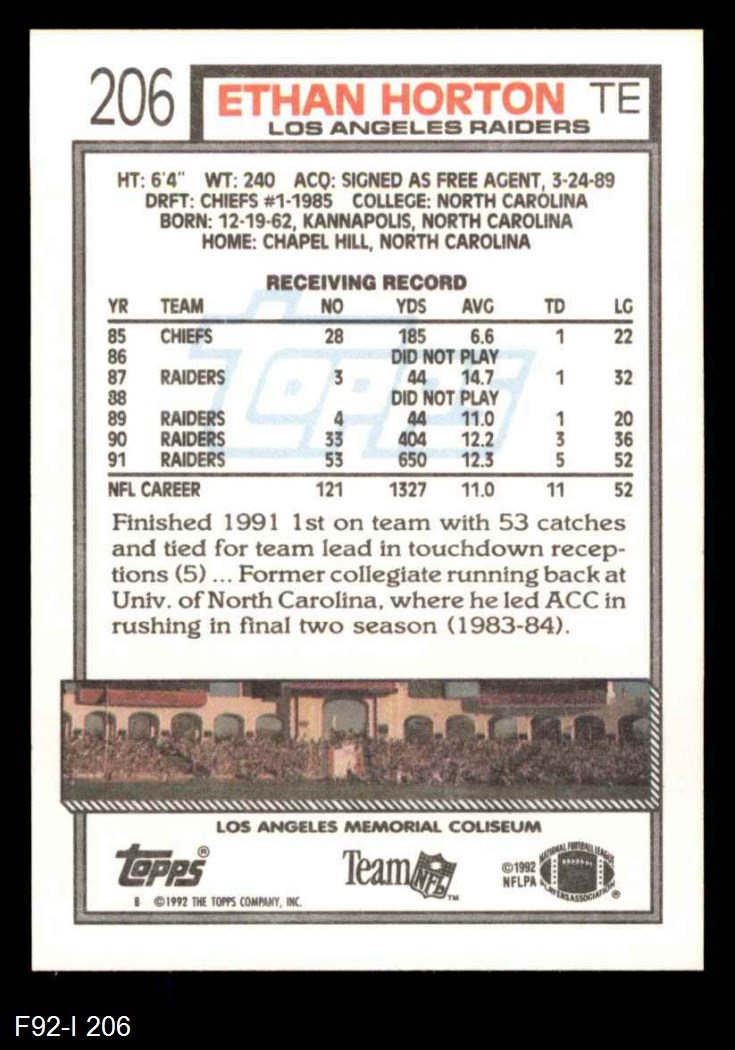 206 ETHAN HORTON TE
LOS ANGELES RAIDERS
HT: 6'4" WT: 240 ACQ: SIGNED AS FREE AGENT, 3-24-89
DRFT: CHIEFS #1-1985 COLLEGE: NORTH CAROLINA
BORN: 12-19-62, KANNAPOLIS, NORTH CAROLINA
HOME: CHAPEL HILL, NORTH CAROLINA
RECEIVING RECORD
YR TEAM NO YDS AVG TD LG
85 CHIEFS 28 185 6.6 1 22
86 DID NOT PLAY
87 RAIDERS 3 44 14.7 1 32
88 DID NOT PLAY
89 RAIDERS 4 44 11.0 1 20
90 RAIDERS 33 404 12.2 3 36
91 RAIDERS 53 650 12.3 5 52
NFL CAREER 121 1327 11.0 11 52
Topps
Finished 1991 1st on team with 53 catches
and tied for team lead in touchdown recep-
tions (5) ... Former collegiate running back at
Univ. of North Carolina, where he led ACC in
rushing in final two season (1983-84).
LOS ANGELES MEMORIAL COLISEUM
Topps®
Team NFL™
©1992
NFLPA
NATIONAL FOOTBALL LEAGUE
PLAYERS ASSOCIATION®
B ©1992 THE TOPPS COMPANY, INC.
F92-I 206